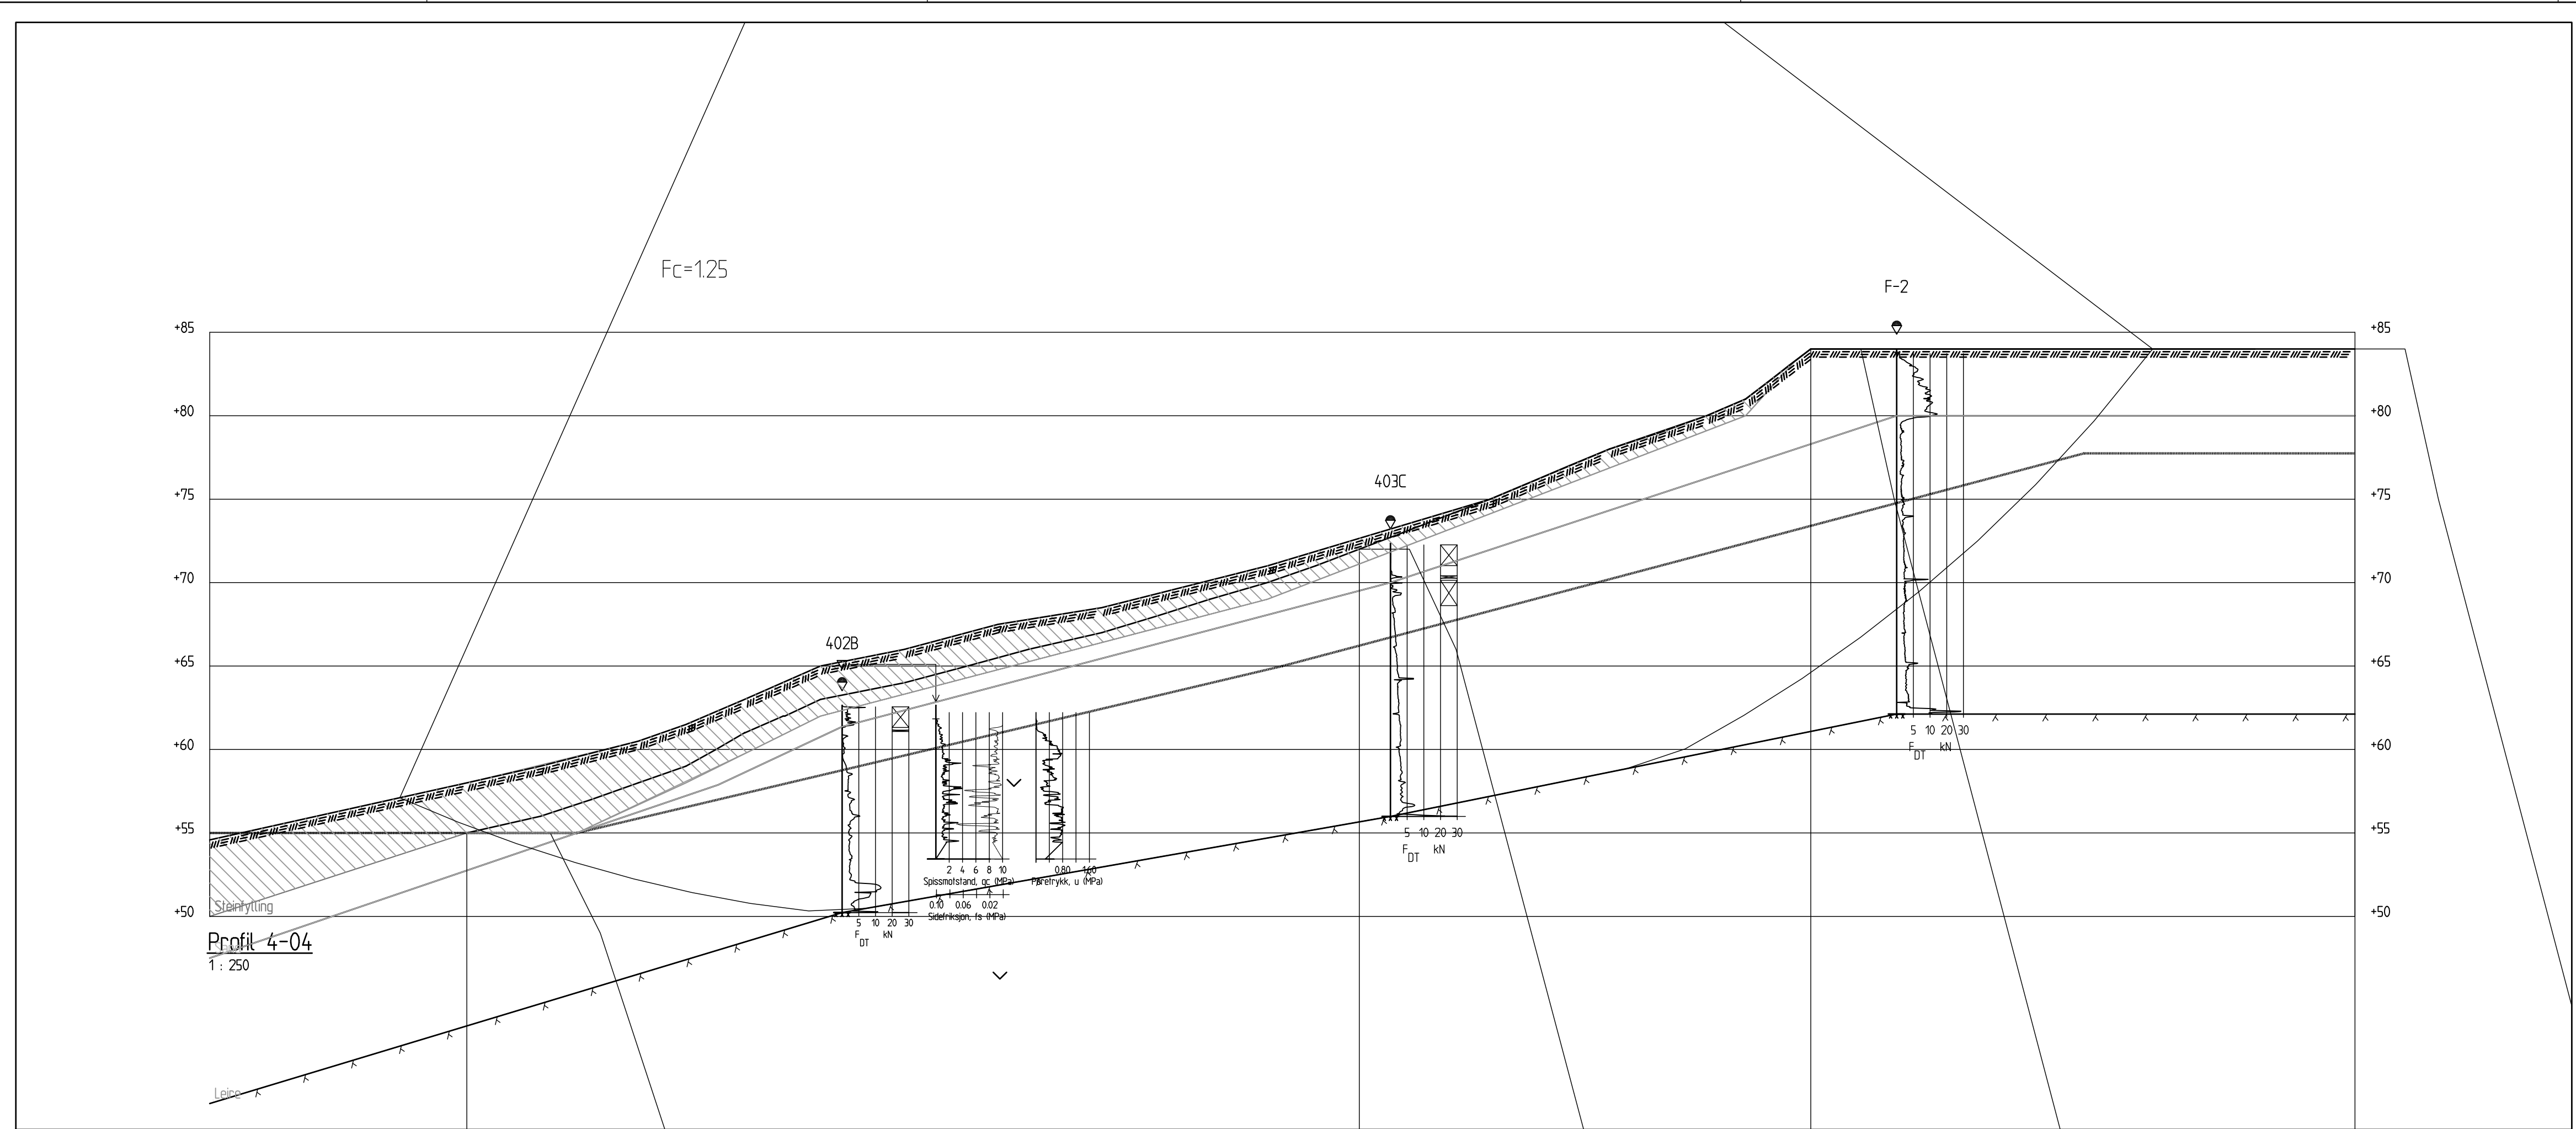 Fc=1.25
F-2
+85 +85
+80 +80
403C
+75 +75
+70 +70
402B
+65 +65
5 10 20 30
F DT kN
+60 +60
+55 +55
5 10 20 30
F DT kN
2 4 6 8 10
0.80 1.60
Spissmotstand, qc (MPa)
Poretrykk, u (MPa)
0.10 0.06 0.02
Sidefriksjon, fs (MPa)
Steinfylling
+50 +50
5 10 20 30
F DT kN
Profil 4-04
1 : 250
Leire